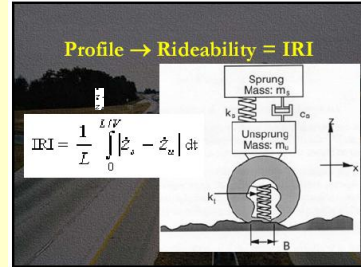 Profile → Rideability = IRI
IRI = 1/L ∫₀^{L/V} |Ż_s − Ż_u| dt
Sprung
Mass: m_s
k_s
c_s
Unsprung
Mass: m_u
k_t
z
x
B